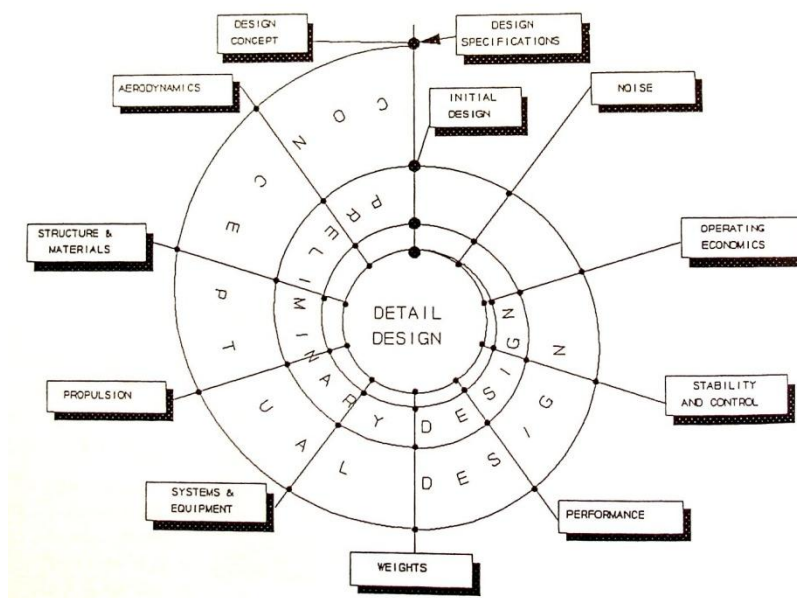 DESIGN
CONCEPT
DESIGN
SPECIFICATIONS
AERODYNAMICS
INITIAL
DESIGN
NOISE
STRUCTURE &
MATERIALS
OPERATING
ECONOMICS
CONCEPTUAL DESIGN
PRELIMINARY DESIGN
DETAIL
DESIGN
PROPULSION
STABILITY
AND CONTROL
SYSTEMS &
EQUIPMENT
PERFORMANCE
WEIGHTS